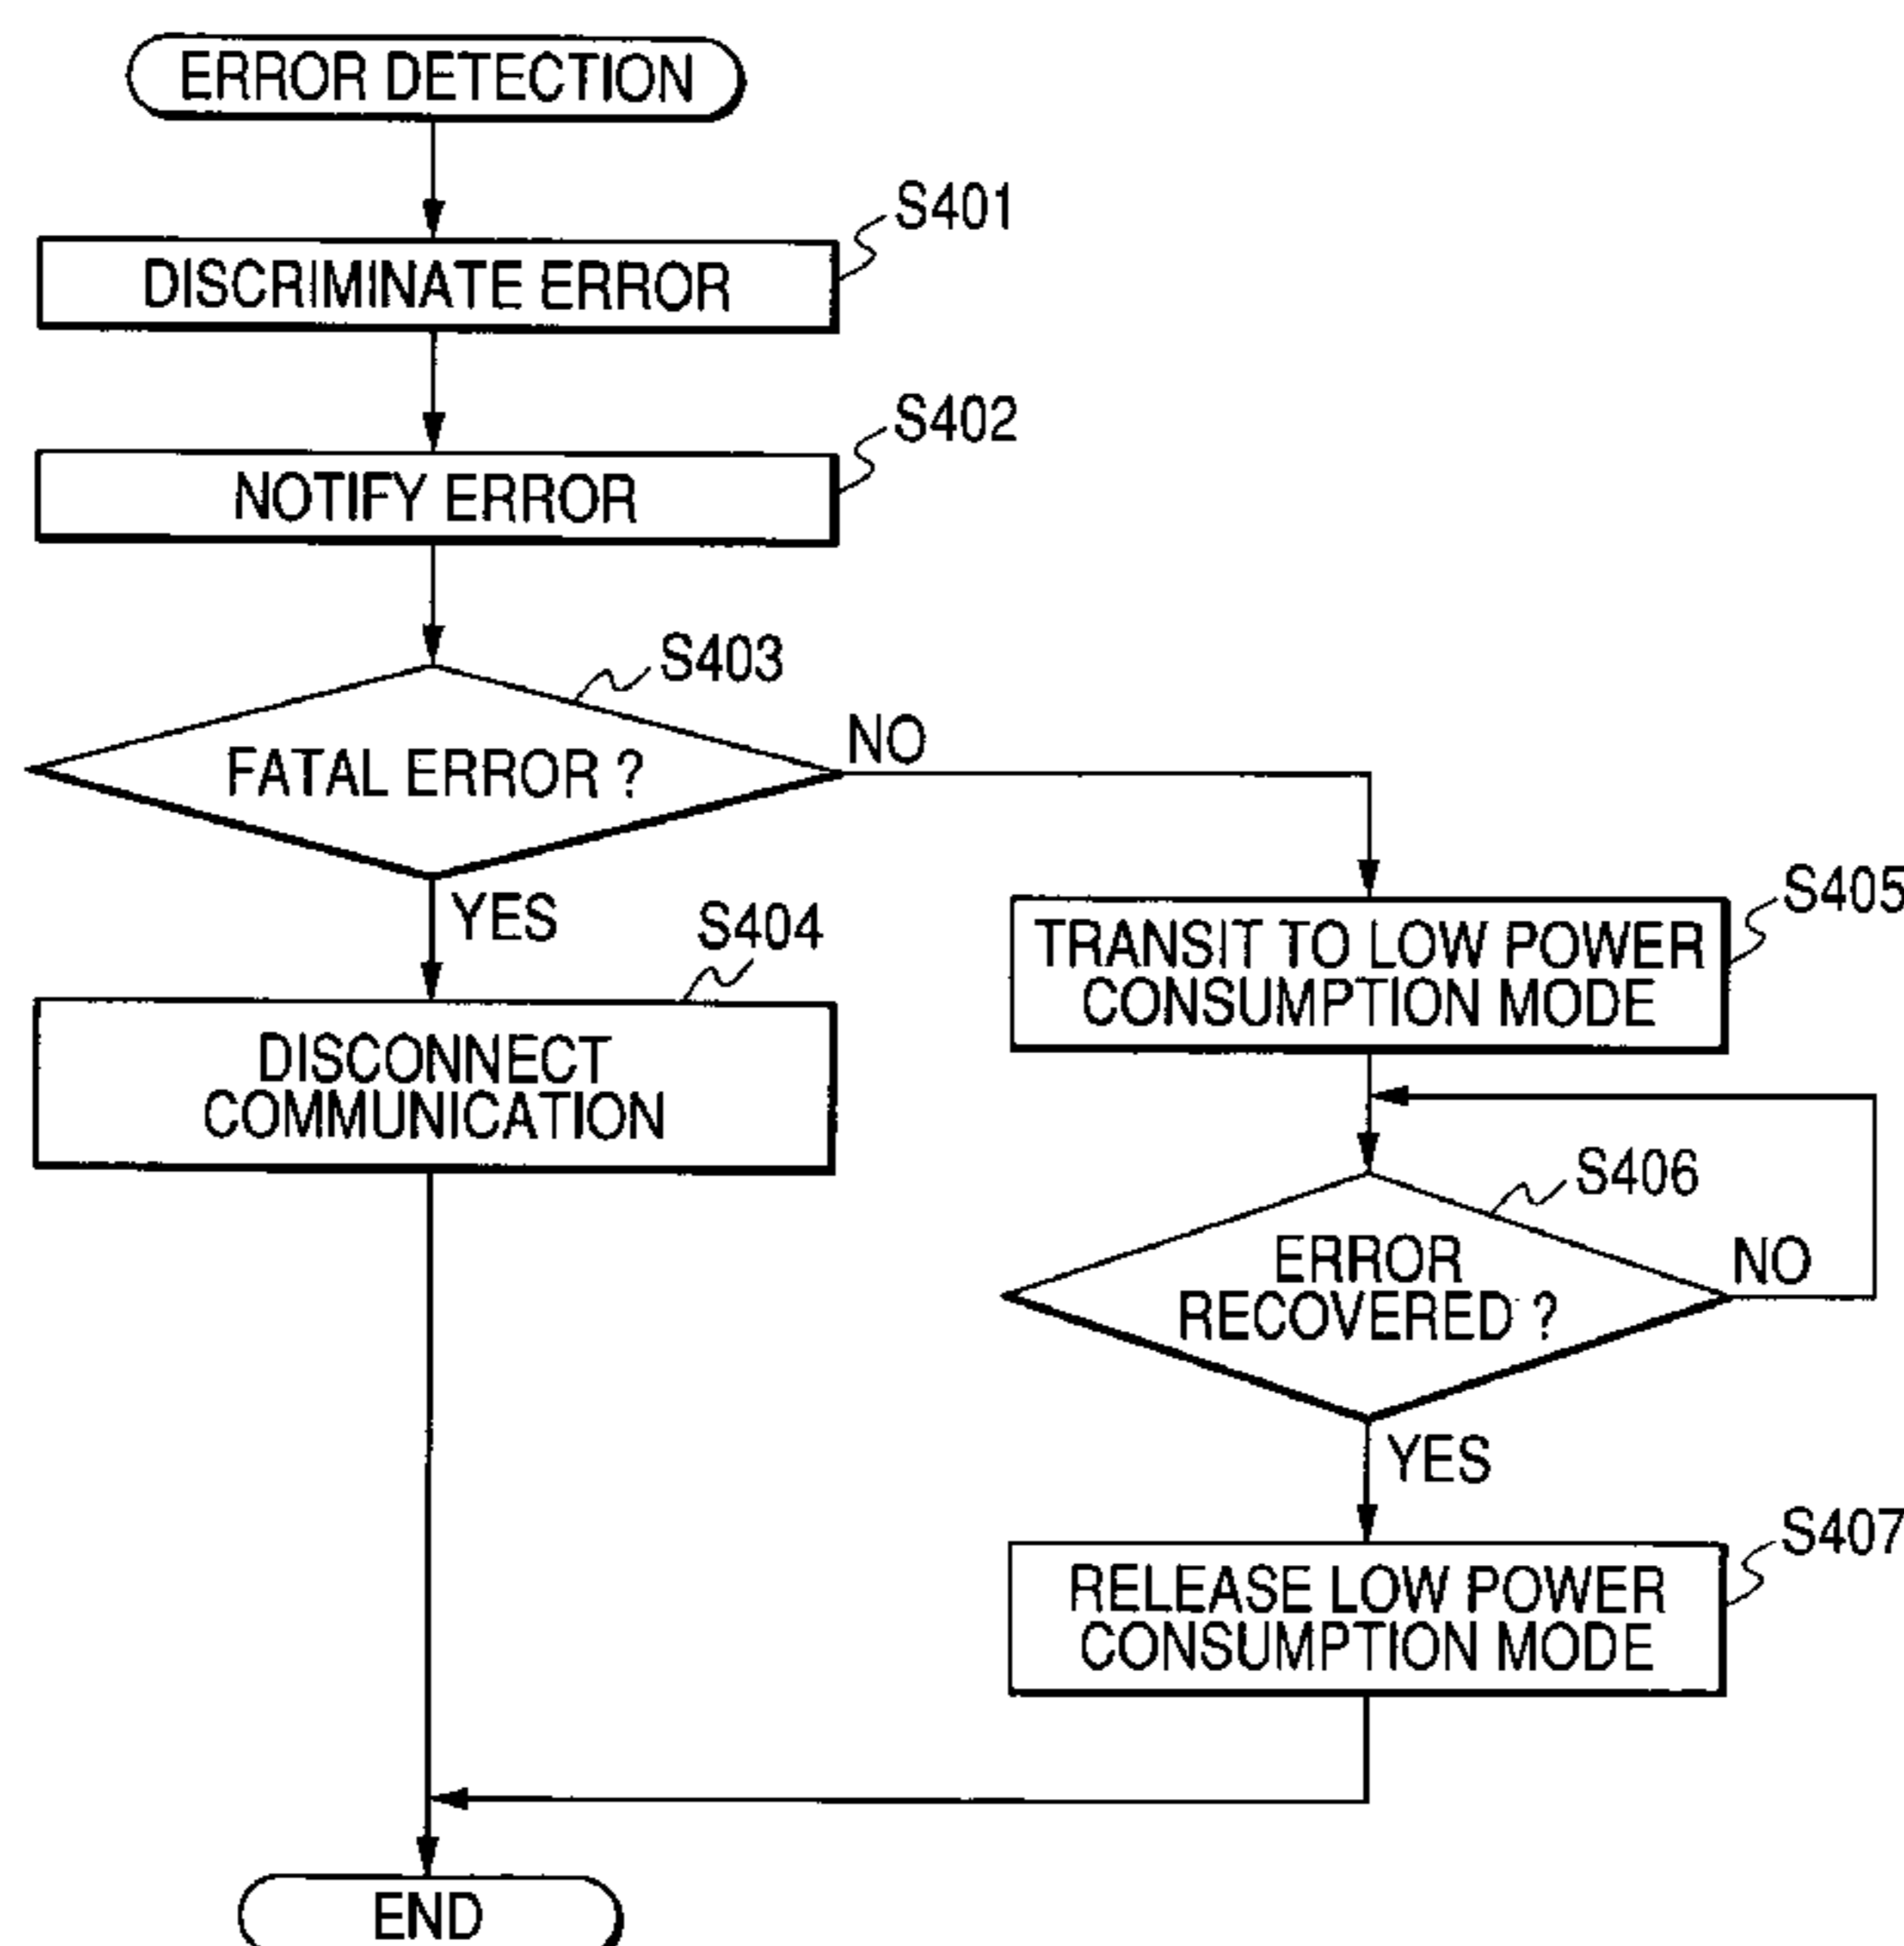 ERROR DETECTION
S401
DISCRIMINATE ERROR
S402
NOTIFY ERROR
S403
FATAL ERROR ?
NO
YES
S404
DISCONNECT
COMMUNICATION
S405
TRANSIT TO LOW POWER
CONSUMPTION MODE
S406
ERROR
RECOVERED ?
NO
YES
S407
RELEASE LOW POWER
CONSUMPTION MODE
END